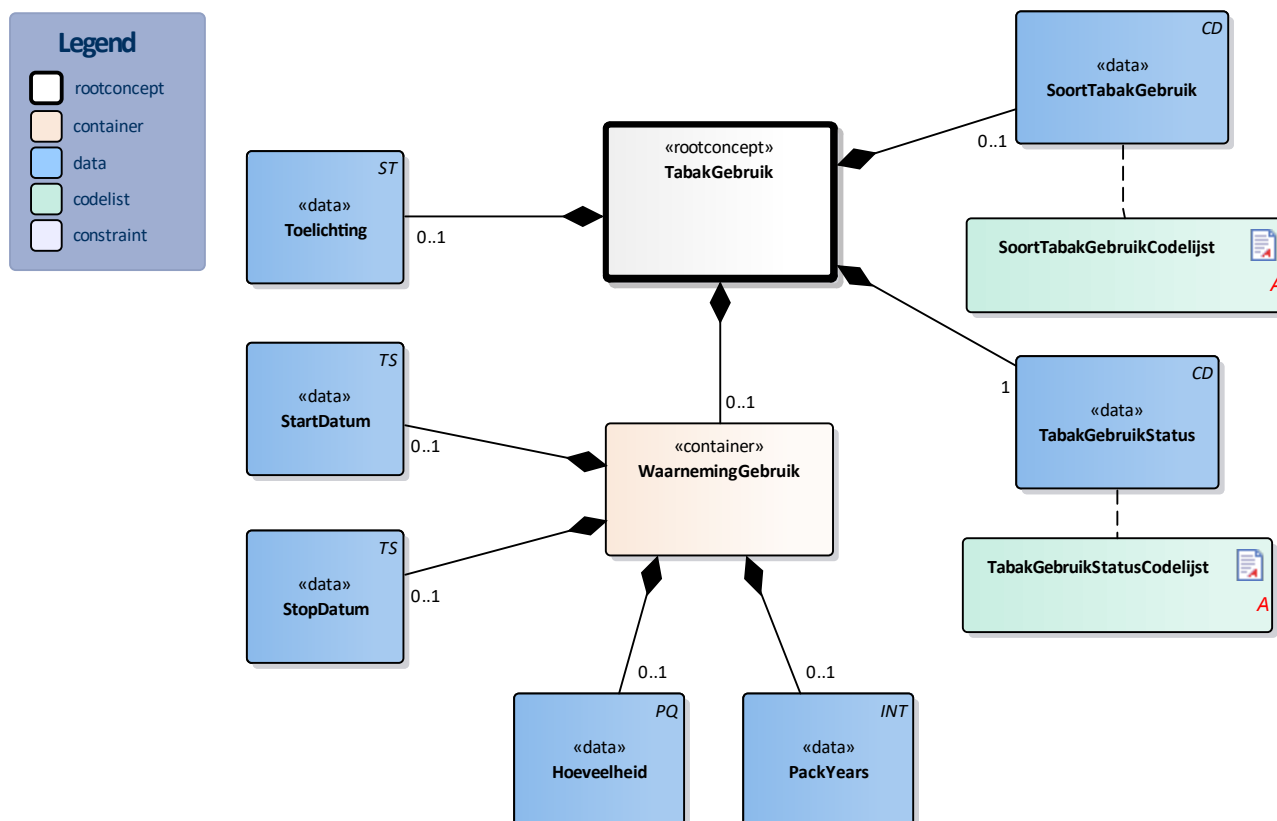 Legend
rootconcept
container
data
codelist
constraint
CD
«data»
SoortTabakGebruik
0..1
«rootconcept»
TabakGebruik
ST
«data»
Toelichting
0..1
SoortTabakGebruikCodelijst
A
TS
«data»
StartDatum
0..1
0..1
1
CD
«data»
TabakGebruikStatus
«container»
WaarnemingGebruik
TS
«data»
StopDatum
0..1
TabakGebruikStatusCodelijst
A
0..1
0..1
PQ
«data»
Hoeveelheid
INT
«data»
PackYears